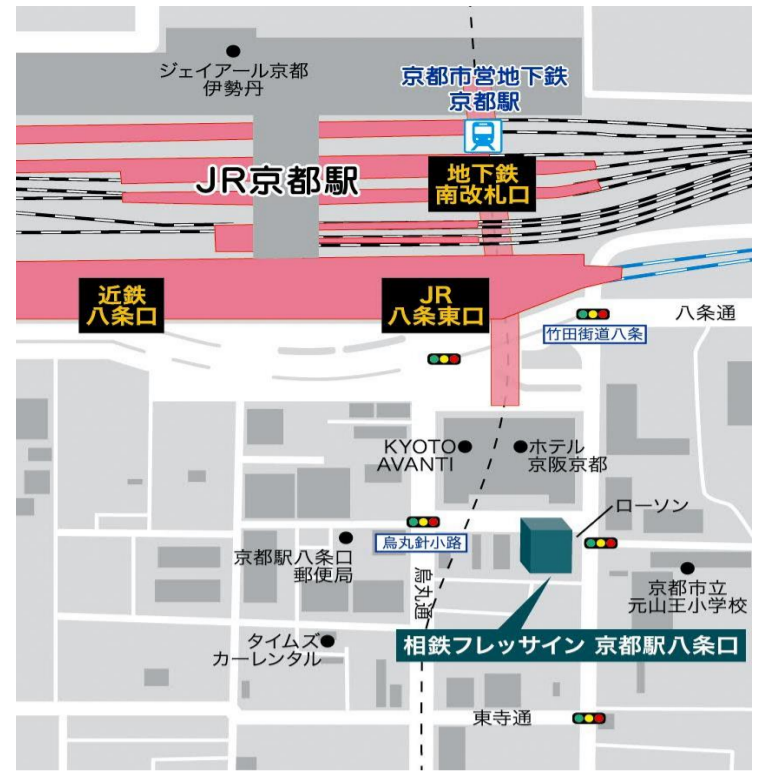 ジェイアール京都
伊勢丹
京都市営地下鉄
京都駅
JR京都駅
地下鉄
南改札口
近鉄
八条口
JR
八条東口
八条通
竹田街道八条
KYOTO
AVANTI
ホテル
京阪京都
ローソン
烏丸針小路
京都駅八条口
郵便局
烏丸通
京都市立
元山王小学校
相鉄フレッサイン 京都駅八条口
タイムズ
カーレンタル
東寺通